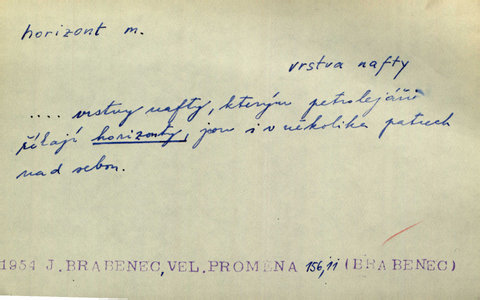 horizont m.
vrstva nafty
.... vrstvy nafty, kterým petrolejáři
říkají horizonty, jsou i v několika patrech
nad sebou.
1954 J. BRABENEC, VEL. PROMĚNA 156,11 (BRABENEC)